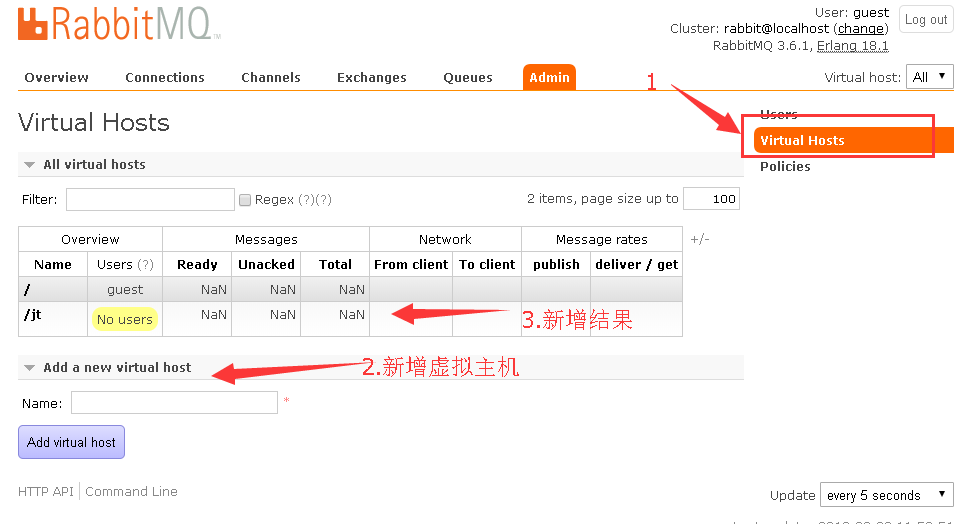 RabbitMQ TM
User: guest
Log out
Cluster: rabbit@localhost (change)
RabbitMQ 3.6.1, Erlang 18.1
Overview Connections Channels Exchanges Queues Admin
Virtual host: All
1
Users
Virtual Hosts
Policies
Virtual Hosts
All virtual hosts
Filter: Regex (?)(?) 2 items, page size up to 100
Overview Messages Network Message rates +/-
Name Users (?) Ready Unacked Total From client To client publish deliver / get
/ guest NaN NaN NaN
/jt No users NaN NaN NaN
3.新增结果
Add a new virtual host
2.新增虚拟主机
Name: *
Add virtual host
HTTP API Command Line
Update every 5 seconds